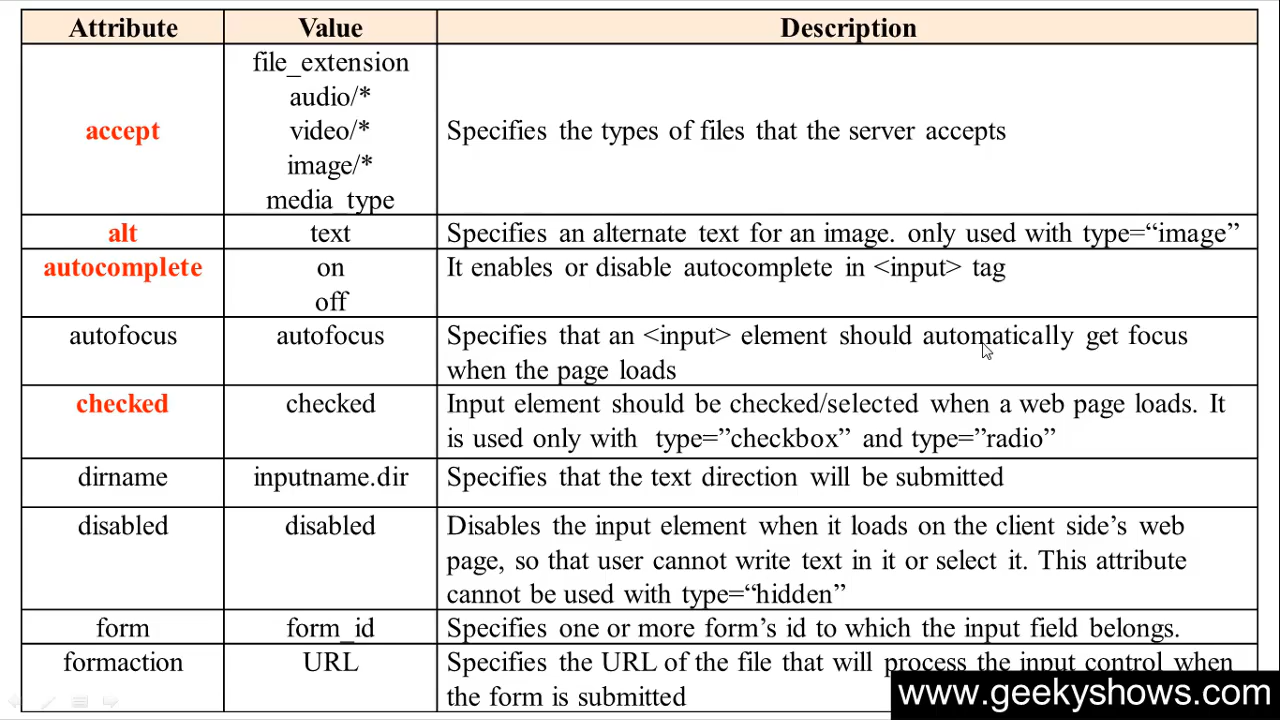 Attribute Value Description
file_extension
audio/*
accept video/* Specifies the types of files that the server accepts
image/*
media_type
alt text Specifies an alternate text for an image. only used with type=“image”
autocomplete on It enables or disable autocomplete in <input> tag
off
autofocus autofocus Specifies that an <input> element should automatically get focus
when the page loads
checked checked Input element should be checked/selected when a web page loads. It
is used only with type=”checkbox” and type=”radio”
dirname inputname.dir Specifies that the text direction will be submitted
disabled disabled Disables the input element when it loads on the client side’s web
page, so that user cannot write text in it or select it. This attribute
cannot be used with type=“hidden”
form form_id Specifies one or more form’s id to which the input field belongs.
formaction URL Specifies the URL of the file that will process the input control when
the form is submitted
www.geekyshows.com